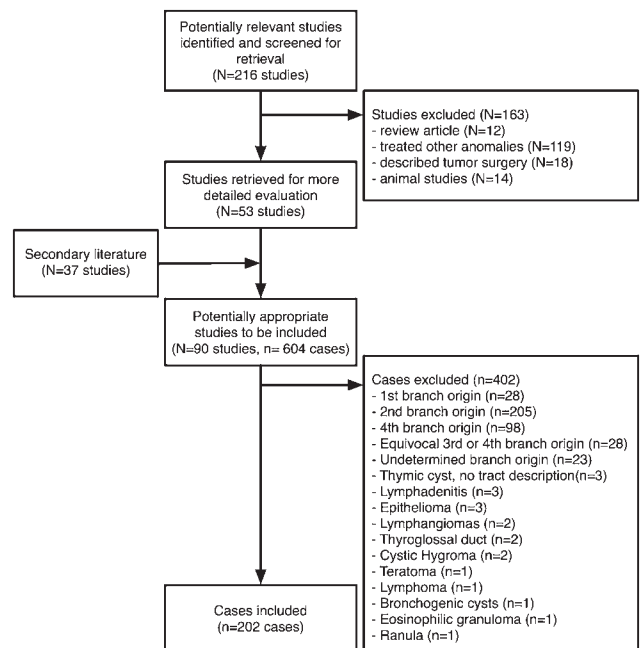 Potentially relevant studies
identified and screened for
retrieval
(N=216 studies)
Studies excluded (N=163)
- review article (N=12)
- treated other anomalies (N=119)
- described tumor surgery (N=18)
- animal studies (N=14)
Studies retrieved for more
detailed evaluation
(N=53 studies)
Secondary literature
(N=37 studies)
Potentially appropriate
studies to be included
(N=90 studies, n= 604 cases)
Cases excluded (n=402)
- 1st branch origin (n=28)
- 2nd branch origin (n=205)
- 4th branch origin (n=98)
- Equivocal 3rd or 4th branch origin (n=28)
- Undetermined branch origin (n=23)
- Thymic cyst, no tract description(n=3)
- Lymphadenitis (n=3)
- Epithelioma (n=3)
- Lymphangiomas (n=2)
- Thyroglossal duct (n=2)
- Cystic Hygroma (n=2)
- Teratoma (n=1)
- Lymphoma (n=1)
- Bronchogenic cysts (n=1)
- Eosinophilic granuloma (n=1)
- Ranula (n=1)
Cases included
(n=202 cases)